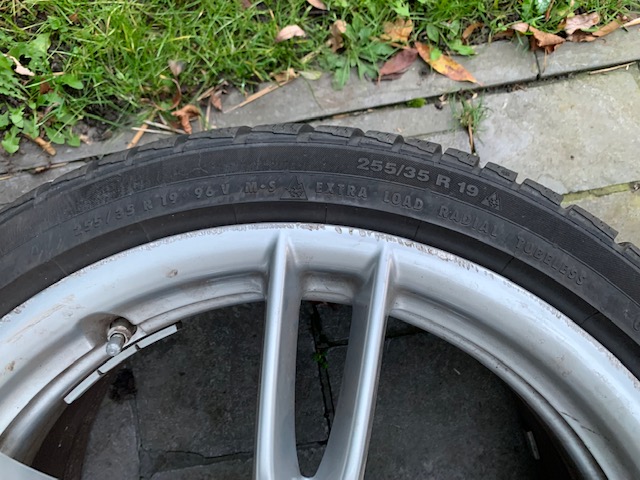 255/35 R 19
255/35 R 19 96 V M+S EXTRA LOAD RADIAL TUBELESS